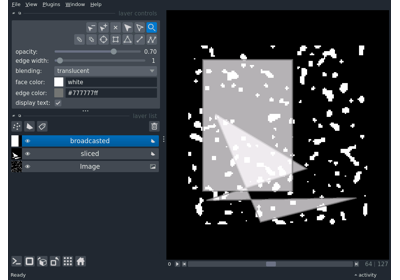 File View Plugins Window Help
layer controls
opacity: 0.70
edge width: 1
blending: translucent
face color: white
edge color: #777777ff
display text:
layer list
broadcasted
sliced
Image
64 127
Ready
activity